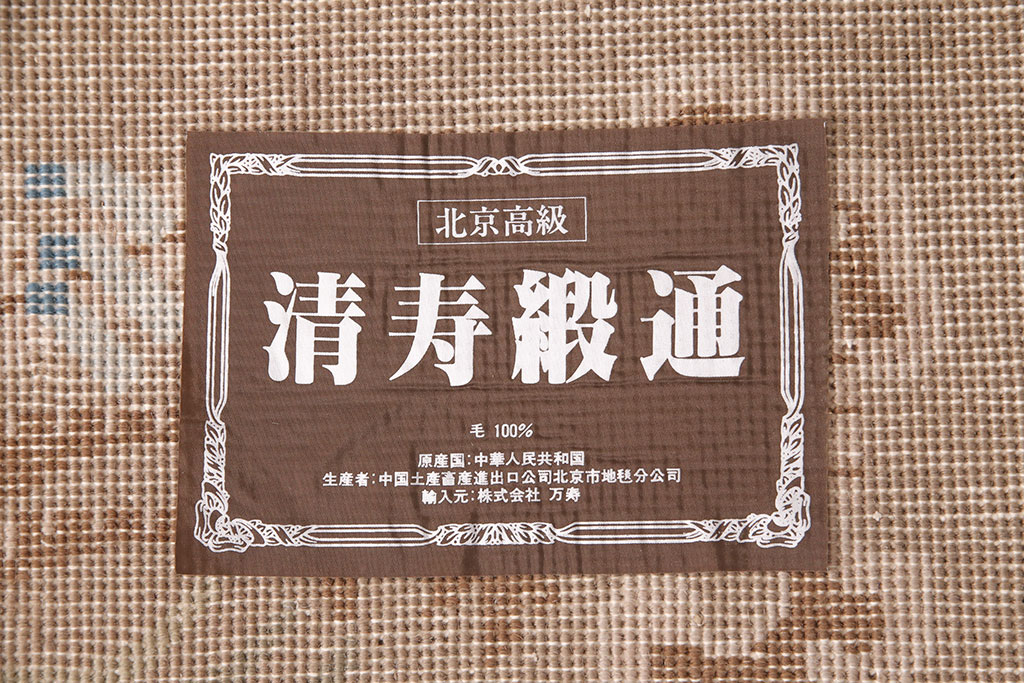 北京高級
清寿緞通
毛 100%
原産国:中華人民共和国
生産者:中国土産畜産進出口公司北京市地毯分公司
輸入元:株式会社 万寿